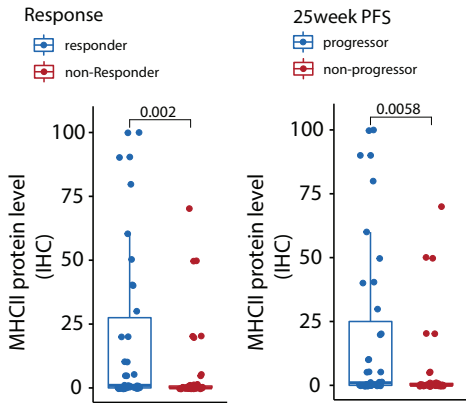 Response
responder
non-Responder
0.002
100
75
50
25
0
MHCII protein level
(IHC)
25week PFS
progressor
non-progressor
0.0058
100
75
50
25
0
MHCII protein level
(IHC)